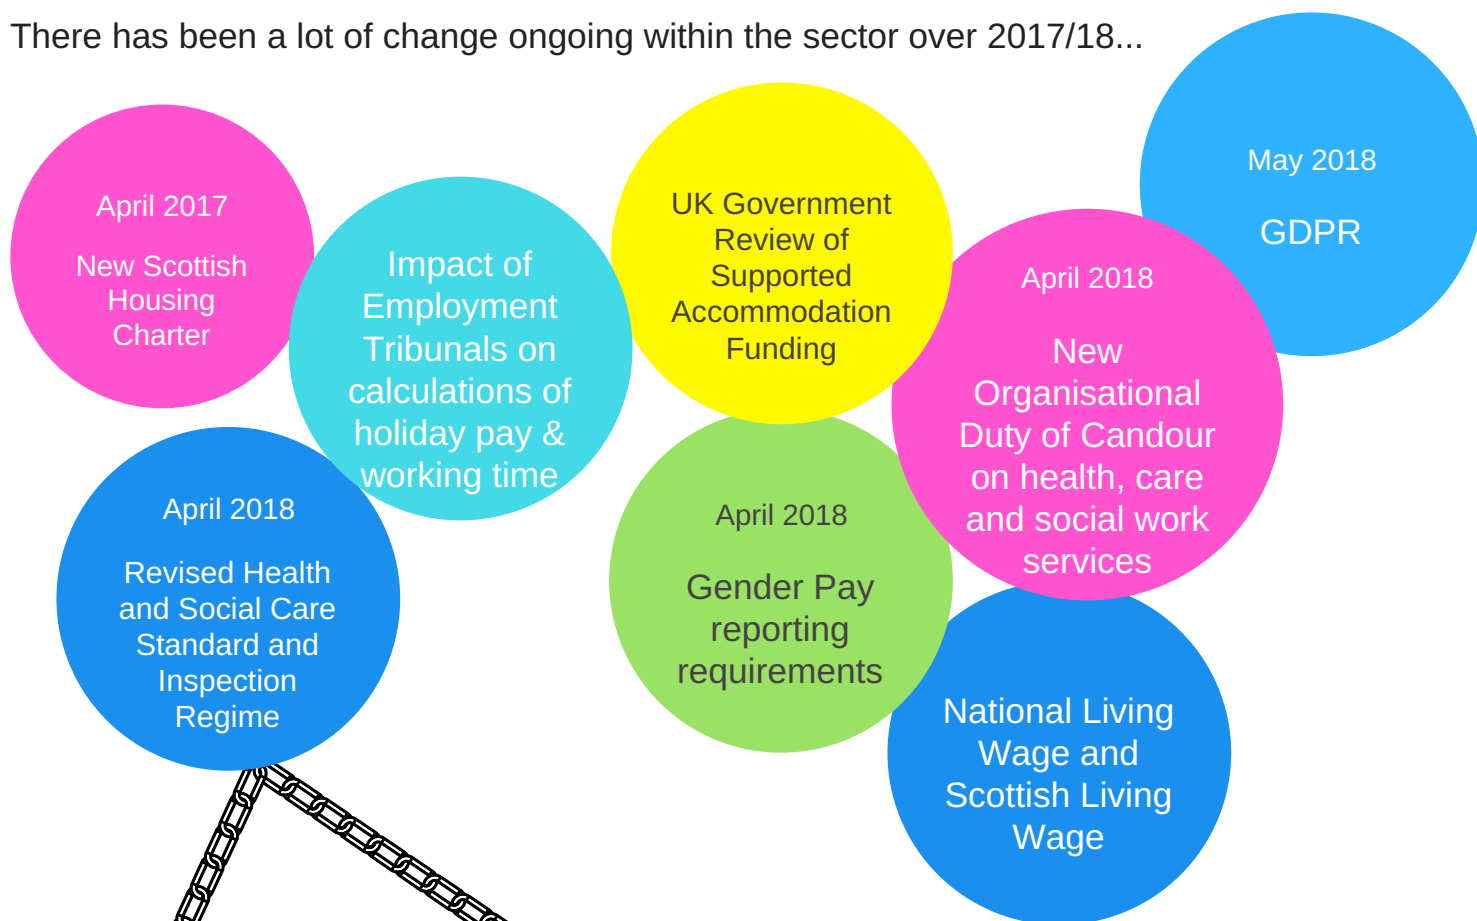 There has been a lot of change ongoing within the sector over 2017/18...
April 2017
New Scottish
Housing
Charter
Impact of
Employment
Tribunals on
calculations of
holiday pay &
working time
UK Government
Review of
Supported
Accommodation
Funding
April 2018
New
Organisational
Duty of Candour
on health, care
and social work
services
May 2018
GDPR
April 2018
Revised Health
and Social Care
Standard and
Inspection
Regime
April 2018
Gender Pay
reporting
requirements
National Living
Wage and
Scottish Living
Wage